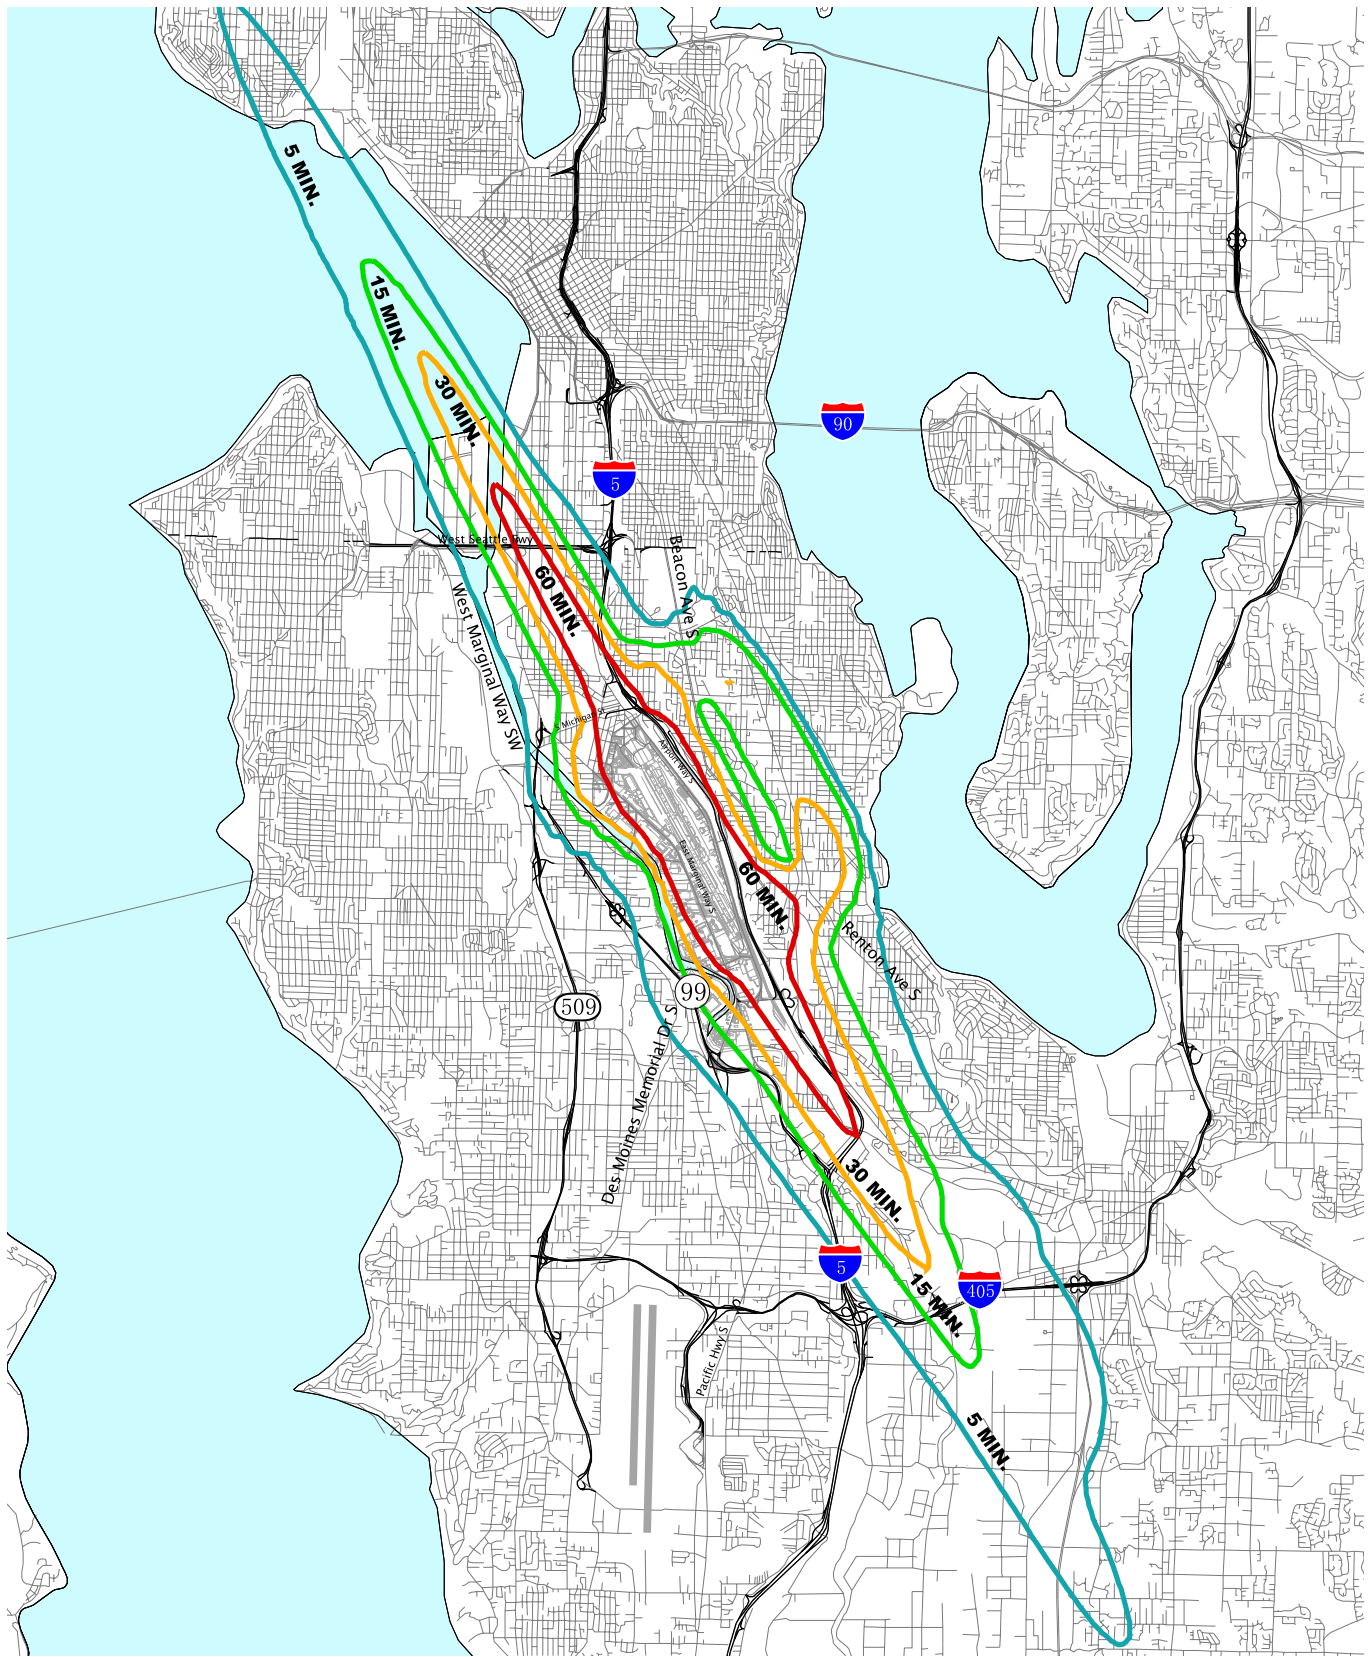 5 MIN.
15 MIN.
30 MIN.
90
5
West Seattle Fwy
Beacon Ave S
60 MIN.
West Marginal Way SW
S Michigan St
Airport Way S
East Marginal Way S
60 MIN.
Renton Ave S
99
509
Des Moines Memorial Dr S
30 MIN.
5
405
15 MIN.
Pacific Hwy S
5 MIN.